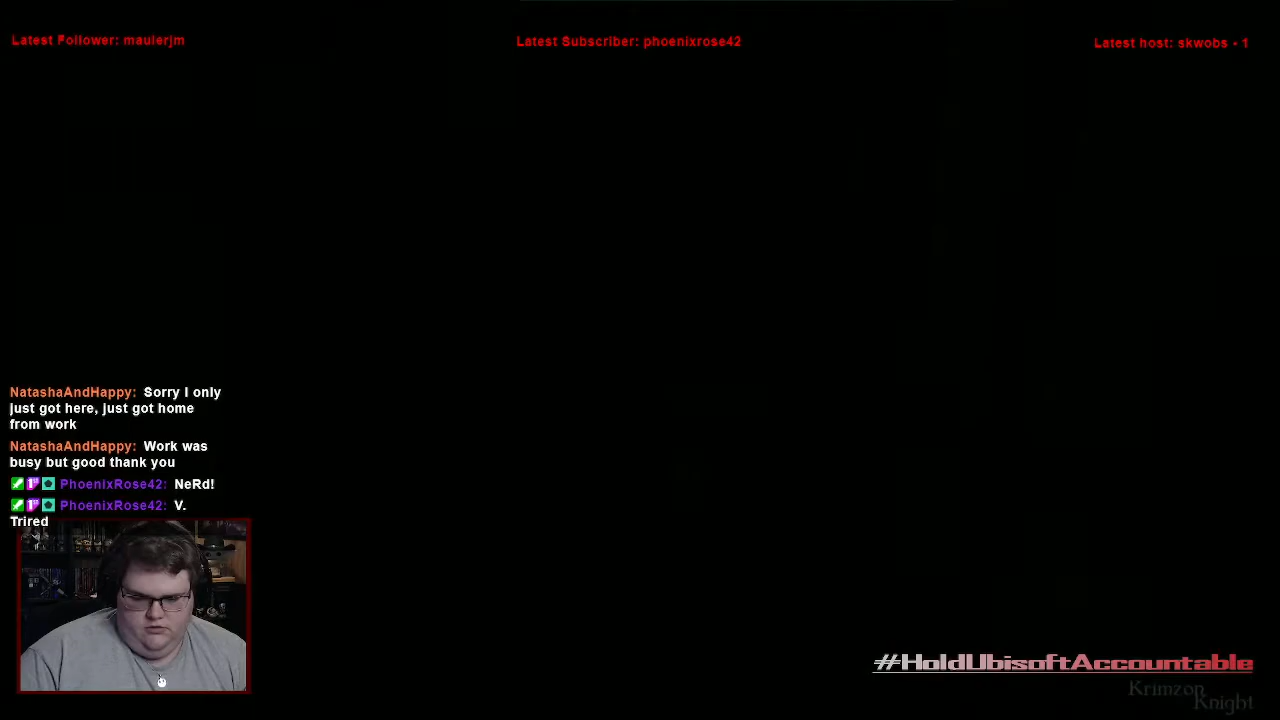 Latest Follower: maulerjm
Latest Subscriber: phoenixrose42
Latest host: skwobs - 1
NatashaAndHappy: Sorry I only
just got here, just got home
from work
NatashaAndHappy: Work was
busy but good thank you
PhoenixRose42: NeRd!
PhoenixRose42: V.
Trired
#HoldUbisoftAccountable
Krimzon
Knight